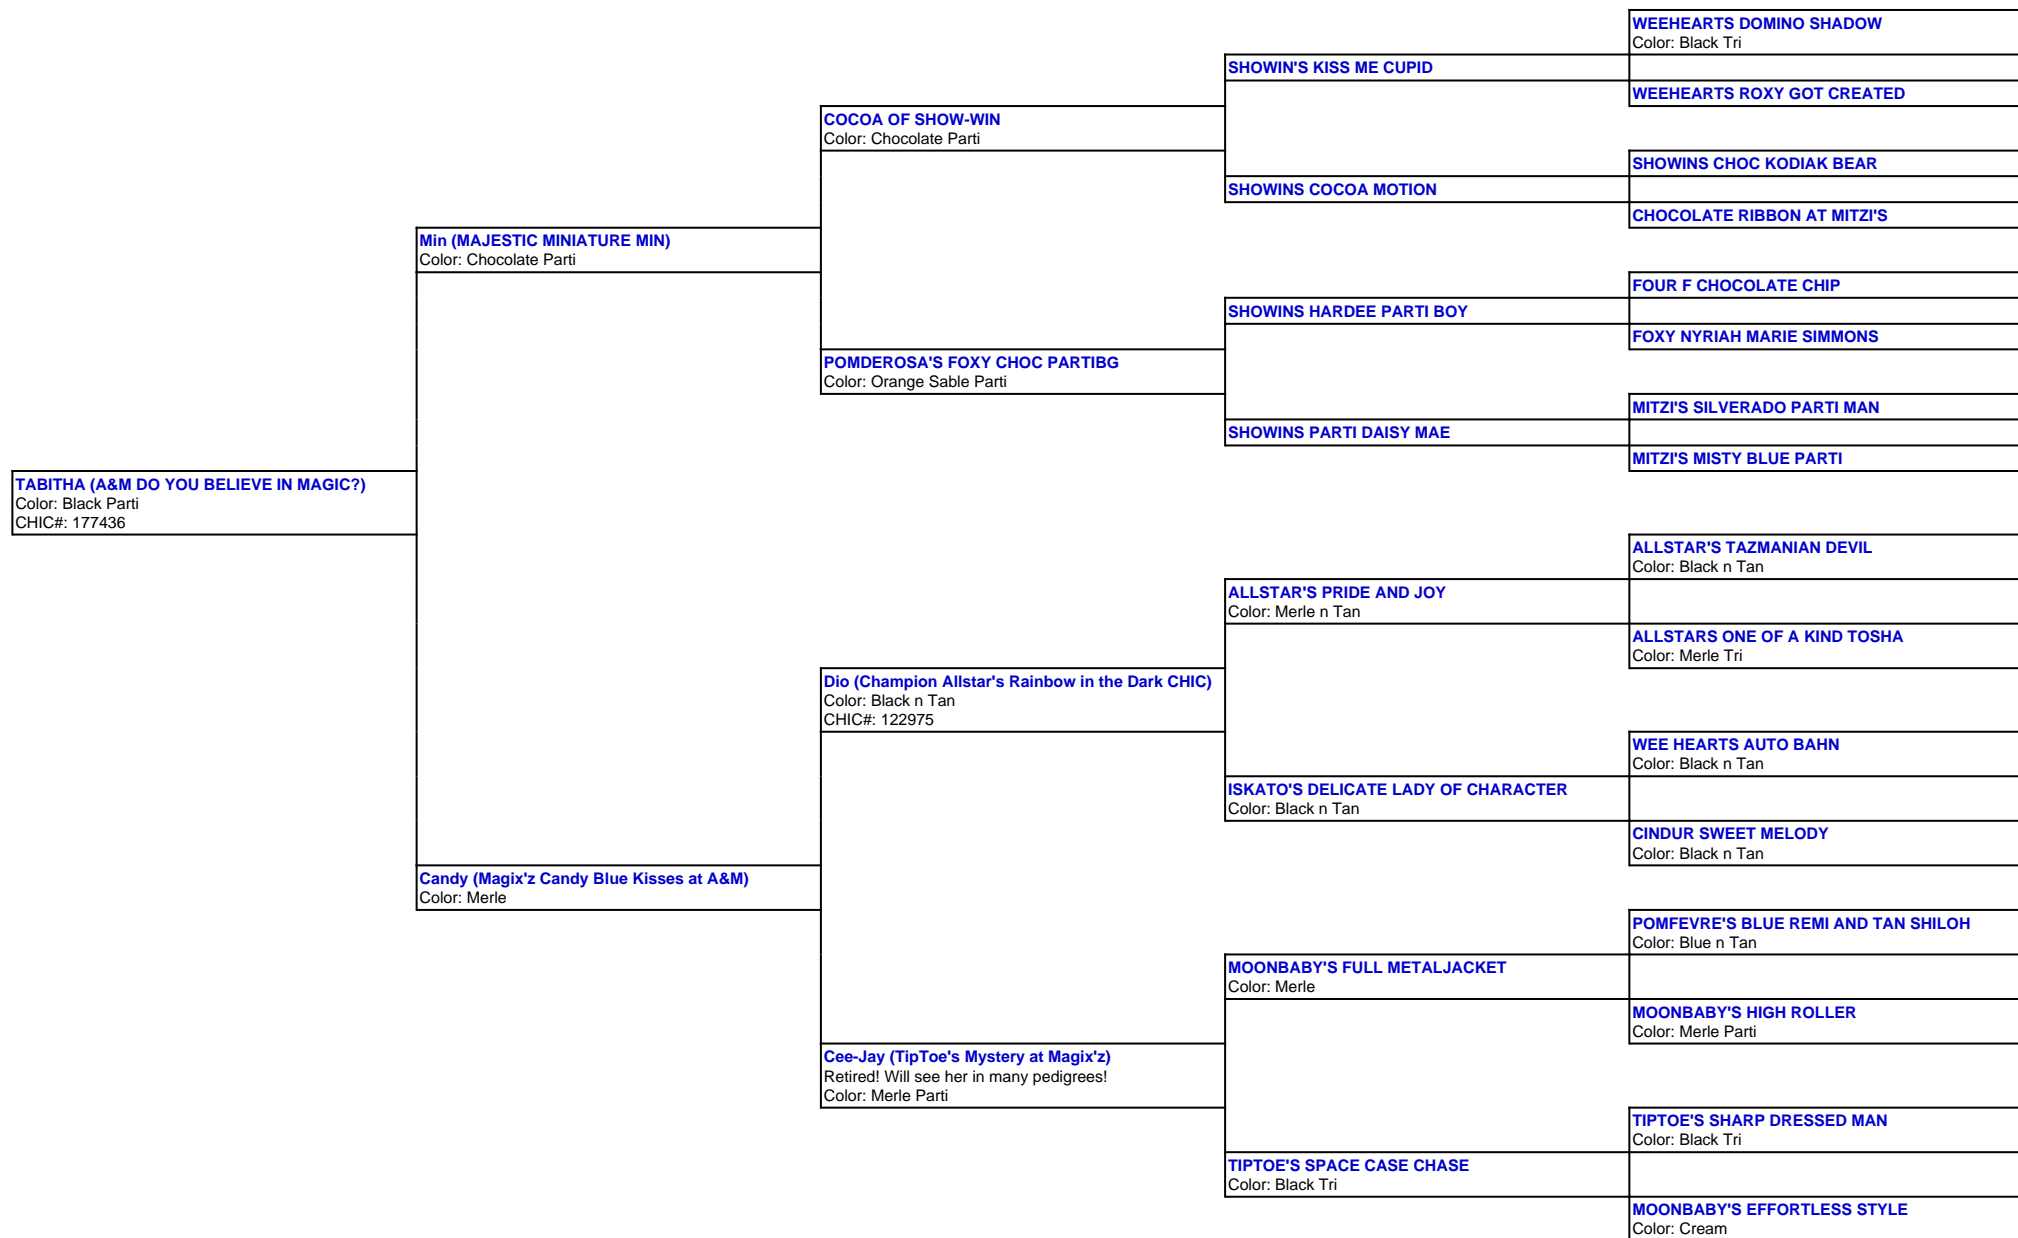 WEEHEARTS DOMINO SHADOW
Color: Black Tri
SHOWIN'S KISS ME CUPID
WEEHEARTS ROXY GOT CREATED
COCOA OF SHOW-WIN
Color: Chocolate Parti
SHOWINS CHOC KODIAK BEAR
SHOWINS COCOA MOTION
CHOCOLATE RIBBON AT MITZI'S
Min (MAJESTIC MINIATURE MIN)
Color: Chocolate Parti
FOUR F CHOCOLATE CHIP
SHOWINS HARDEE PARTI BOY
FOXY NYRIAH MARIE SIMMONS
POMDEROSA'S FOXY CHOC PARTIBG
Color: Orange Sable Parti
MITZI'S SILVERADO PARTI MAN
SHOWINS PARTI DAISY MAE
MITZI'S MISTY BLUE PARTI
TABITHA (A&M DO YOU BELIEVE IN MAGIC?)
Color: Black Parti
CHIC#: 177436
ALLSTAR'S TAZMANIAN DEVIL
Color: Black n Tan
ALLSTAR'S PRIDE AND JOY
Color: Merle n Tan
ALLSTARS ONE OF A KIND TOSHA
Color: Merle Tri
Dio (Champion Allstar's Rainbow in the Dark CHIC)
Color: Black n Tan
CHIC#: 122975
WEE HEARTS AUTO BAHN
Color: Black n Tan
ISKATO'S DELICATE LADY OF CHARACTER
Color: Black n Tan
CINDUR SWEET MELODY
Color: Black n Tan
Candy (Magix'z Candy Blue Kisses at A&M)
Color: Merle
POMFEVRE'S BLUE REMI AND TAN SHILOH
Color: Blue n Tan
MOONBABY'S FULL METALJACKET
Color: Merle
MOONBABY'S HIGH ROLLER
Color: Merle Parti
Cee-Jay (TipToe's Mystery at Magix'z)
Retired! Will see her in many pedigrees!
Color: Merle Parti
TIPTOE'S SHARP DRESSED MAN
Color: Black Tri
TIPTOE'S SPACE CASE CHASE
Color: Black Tri
MOONBABY'S EFFORTLESS STYLE
Color: Cream